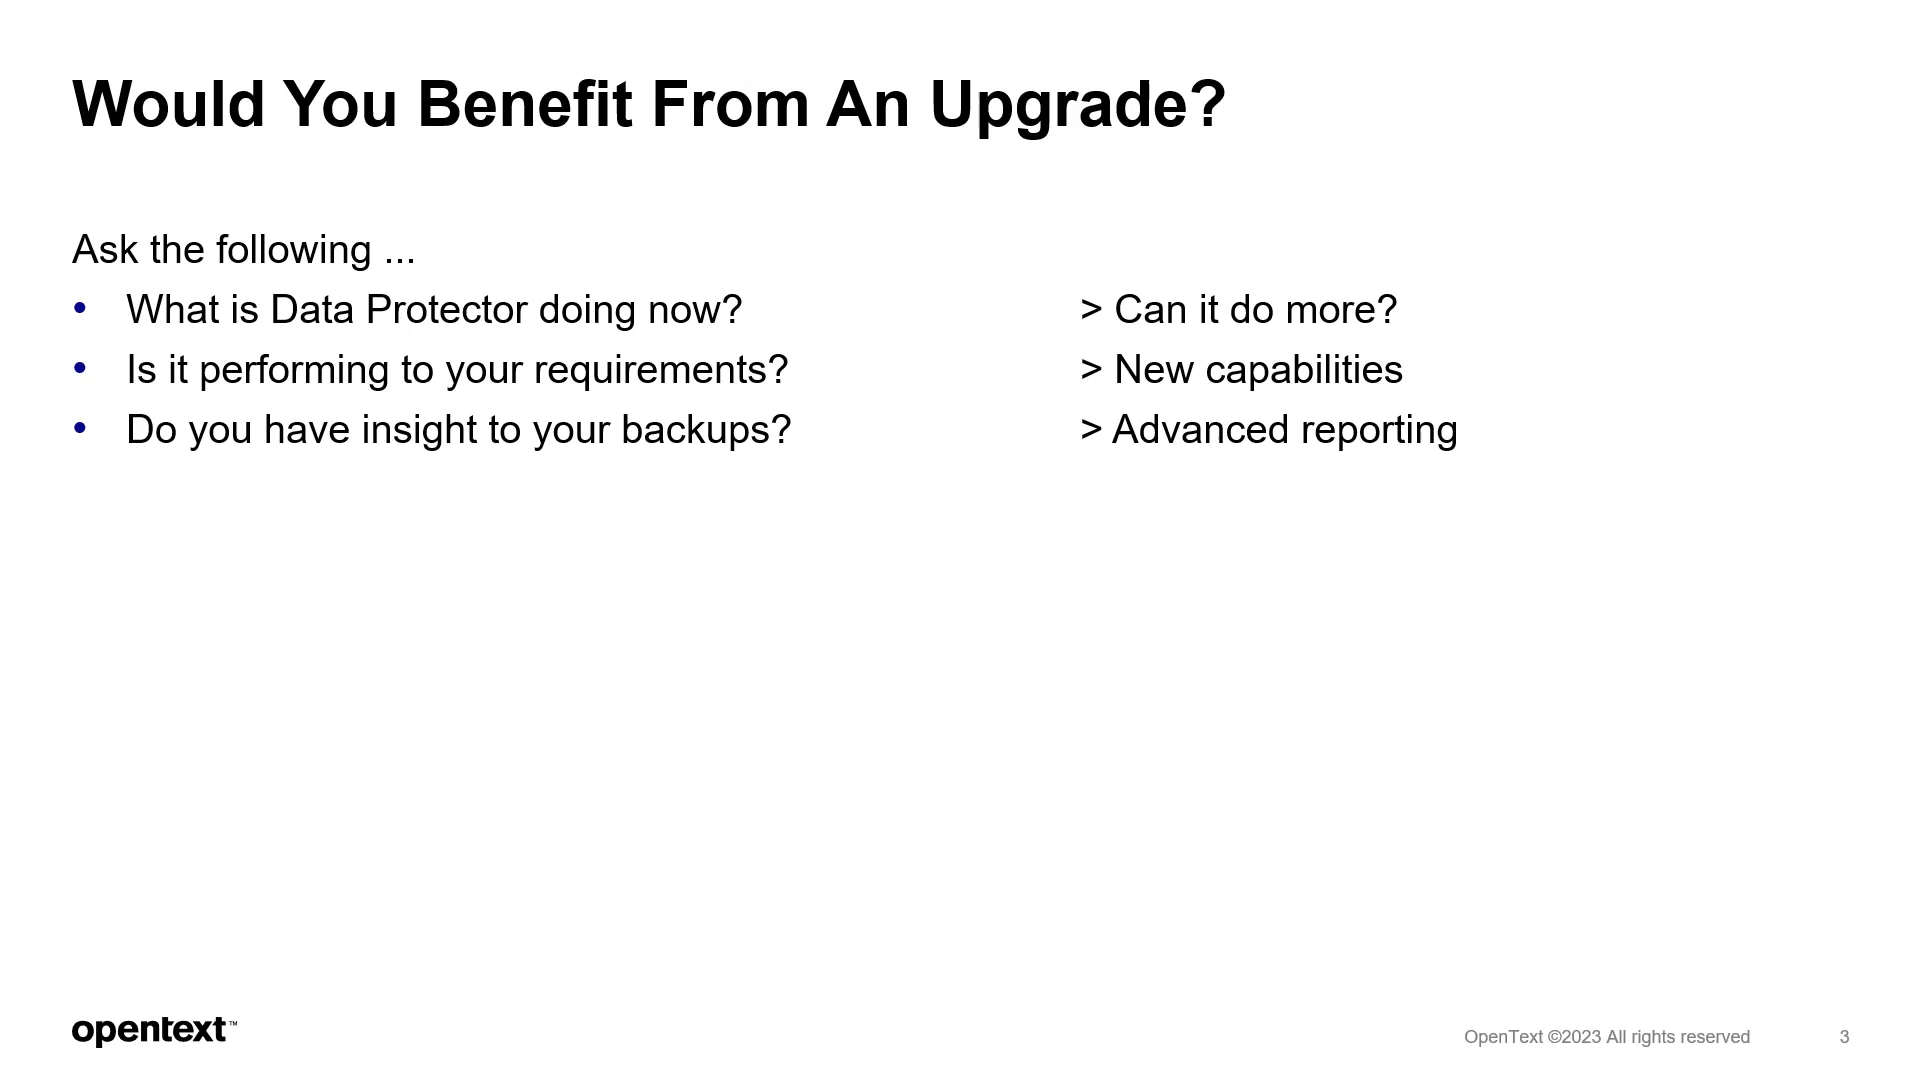 Would You Benefit From An Upgrade?
Ask the following ...
• What is Data Protector doing now? > Can it do more?
• Is it performing to your requirements? > New capabilities
• Do you have insight to your backups? > Advanced reporting
opentext™
OpenText ©2023 All rights reserved 3